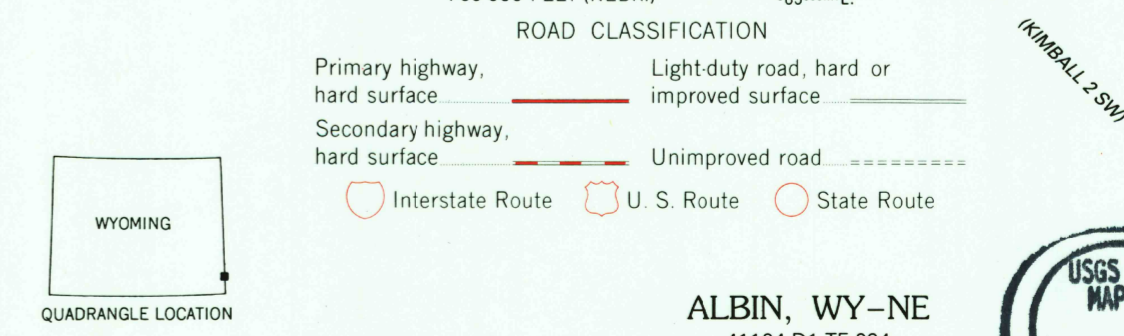 ROAD CLASSIFICATION
Primary highway,
hard surface
Light-duty road, hard or
improved surface
Secondary highway,
hard surface
Unimproved road
Interstate Route
U. S. Route
State Route
WYOMING
QUADRANGLE LOCATION
ALBIN, WY–NE
(KIMBALL 2 SW)
USGS
MAP